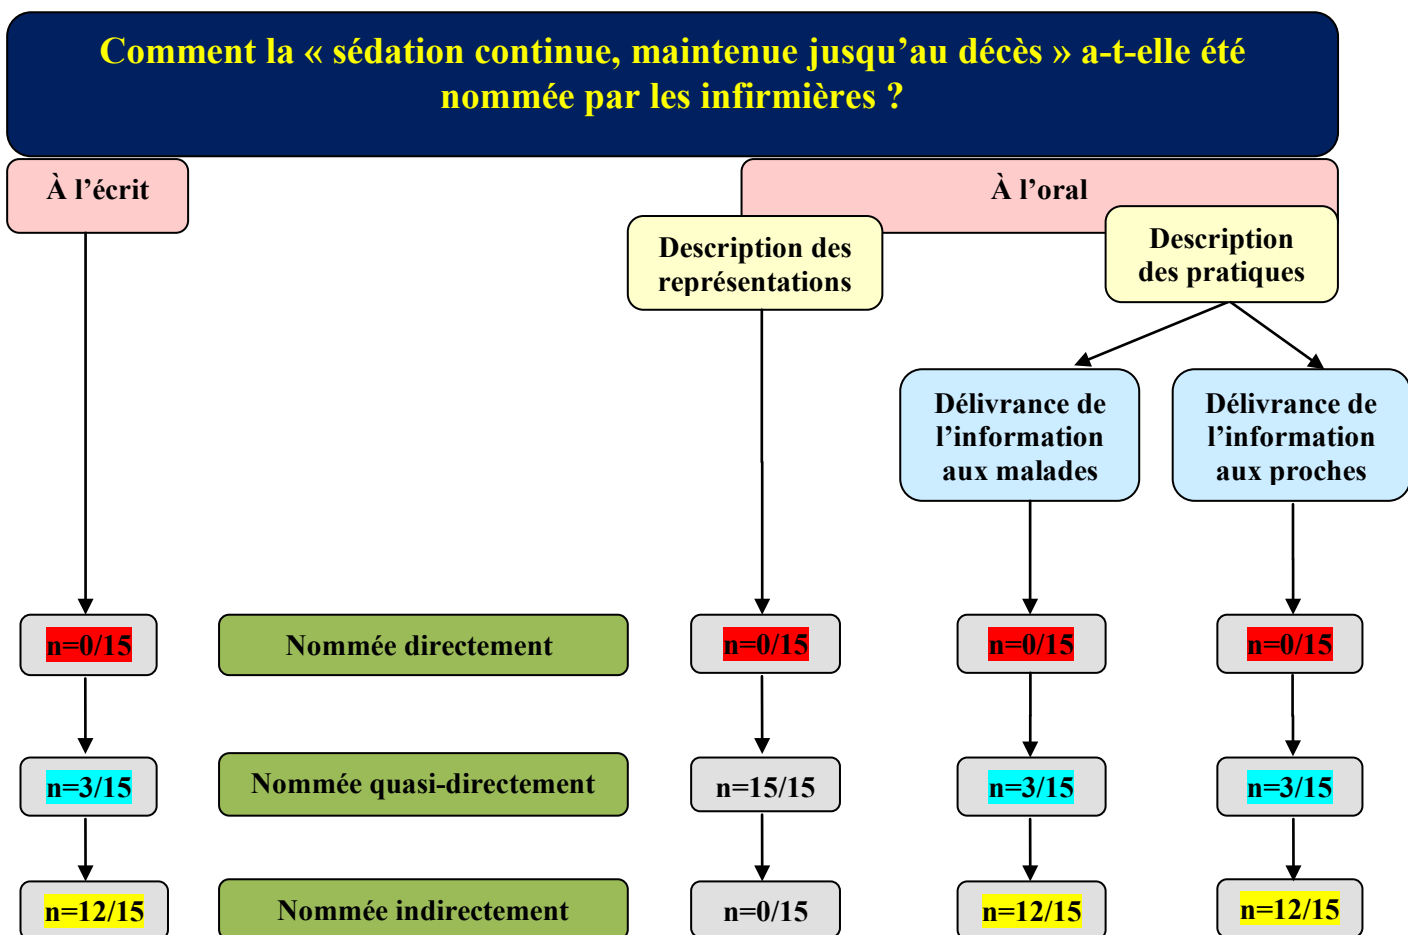 Comment la « sédation continue, maintenue jusqu’au décès » a-t-elle été
nommée par les infirmières ?
À l’écrit
À l’oral
Description des
représentations
Description
des pratiques
Délivrance de
l’information
aux malades
Délivrance de
l’information
aux proches
n=0/15
Nommée directement
n=0/15
n=0/15
n=0/15
n=3/15
Nommée quasi-directement
n=15/15
n=3/15
n=3/15
n=12/15
Nommée indirectement
n=0/15
n=12/15
n=12/15